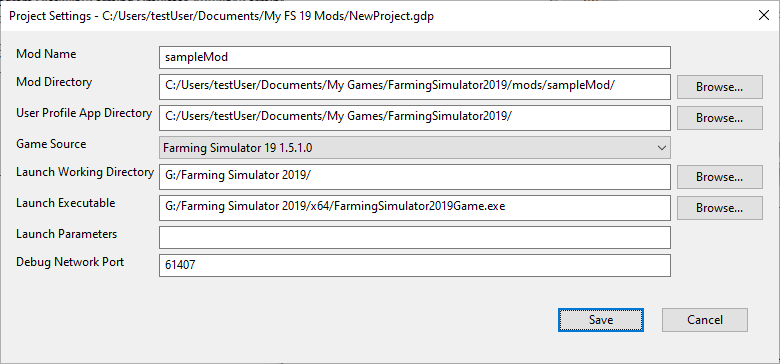 Project Settings - C:/Users/testUser/Documents/My FS 19 Mods/NewProject.gdp
Mod Name sampleMod
Mod Directory C:/Users/testUser/Documents/My Games/FarmingSimulator2019/mods/sampleMod/ Browse...
User Profile App Directory C:/Users/testUser/Documents/My Games/FarmingSimulator2019/ Browse...
Game Source Farming Simulator 19 1.5.1.0
Launch Working Directory G:/Farming Simulator 2019/ Browse...
Launch Executable G:/Farming Simulator 2019/x64/FarmingSimulator2019Game.exe Browse...
Launch Parameters
Debug Network Port 61407
Save Cancel